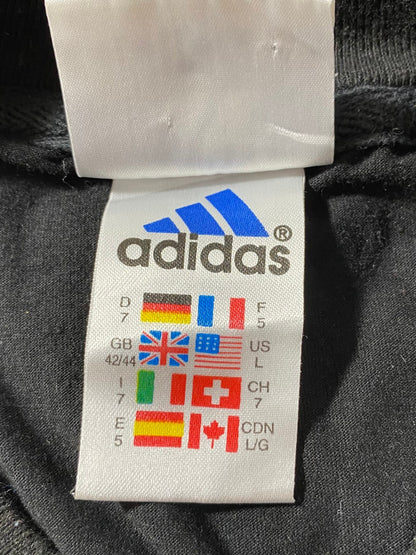 adidas®
D 7 F 5
GB 42/44 US L
I 7 CH 7
E 5 CDN L/G